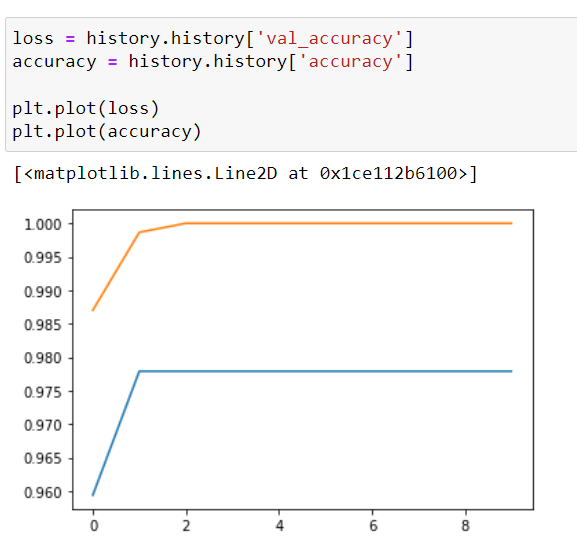 loss = history.history['val_accuracy']
accuracy = history.history['accuracy']
plt.plot(loss)
plt.plot(accuracy)
[<matplotlib.lines.Line2D at 0x1ce112b6100>]
1.000
0.995
0.990
0.985
0.980
0.975
0.970
0.965
0.960
0 2 4 6 8